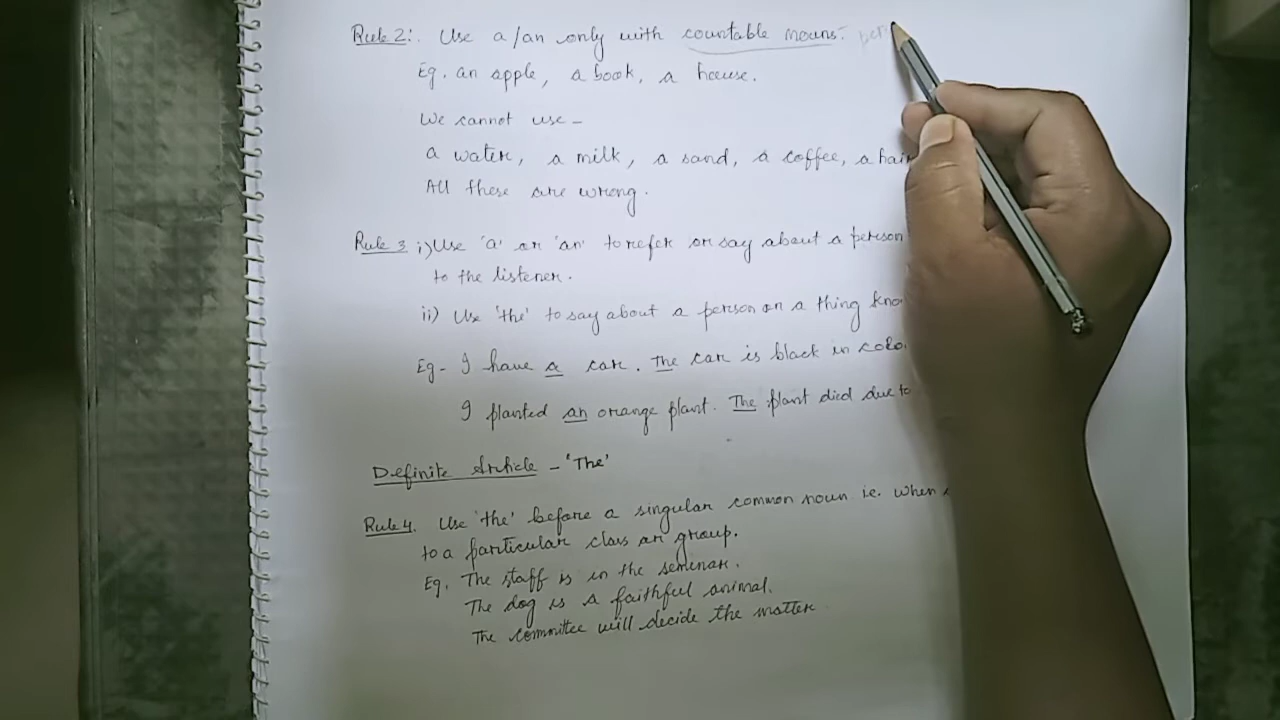 Rule 2:. Use a/an only with countable nouns:
Eg. an apple, a book, a house.
We cannot use -
a water, a milk, a sand, a coffee, a hair
All these are wrong.
Rule 3 i) Use 'a' or 'an' to refer or say about a person
to the listener.
ii) Use 'the' to say about a person or a thing
Eg - I have a car. The car is black in
I planted an orange plant. The plant died due to
Definite Article - 'The'
Rule 4. Use 'the' before a singular common noun ie. when
to a particular class or group.
Eg. The staff is in the seminar.
The dog is a faithful animal.
The committee will decide the matter